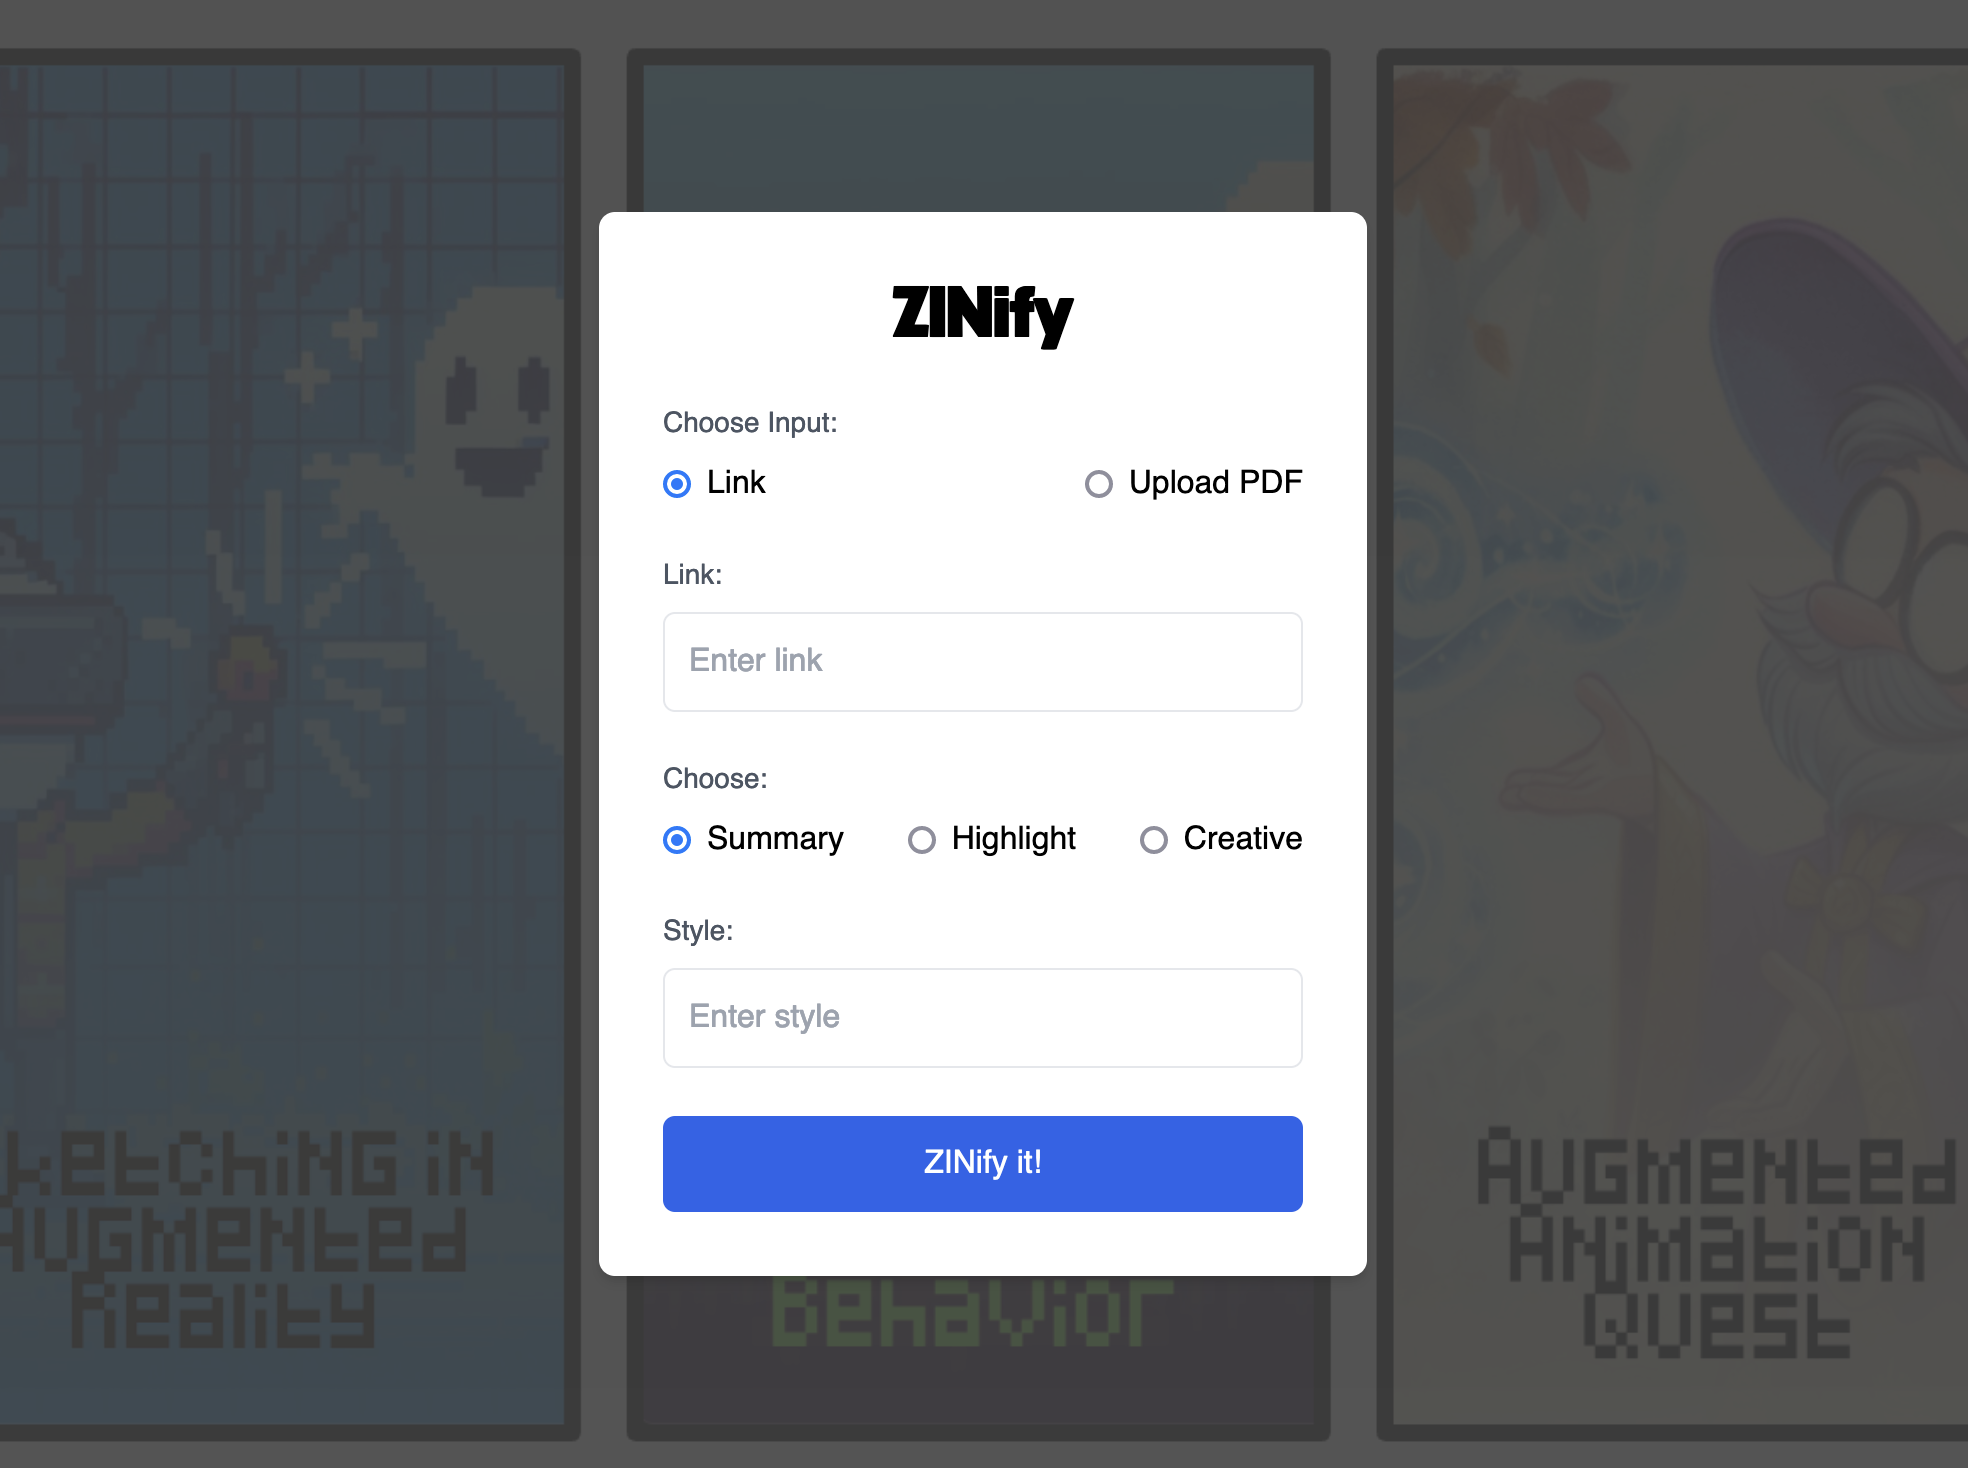 ZINify
Choose Input:
Link
Upload PDF
Link:
Enter link
Choose:
Summary
Highlight
Creative
Style:
Enter style
ZINify it!
ketching in
Augmented
Reality
Behavior
Augmented
Animation
Quest